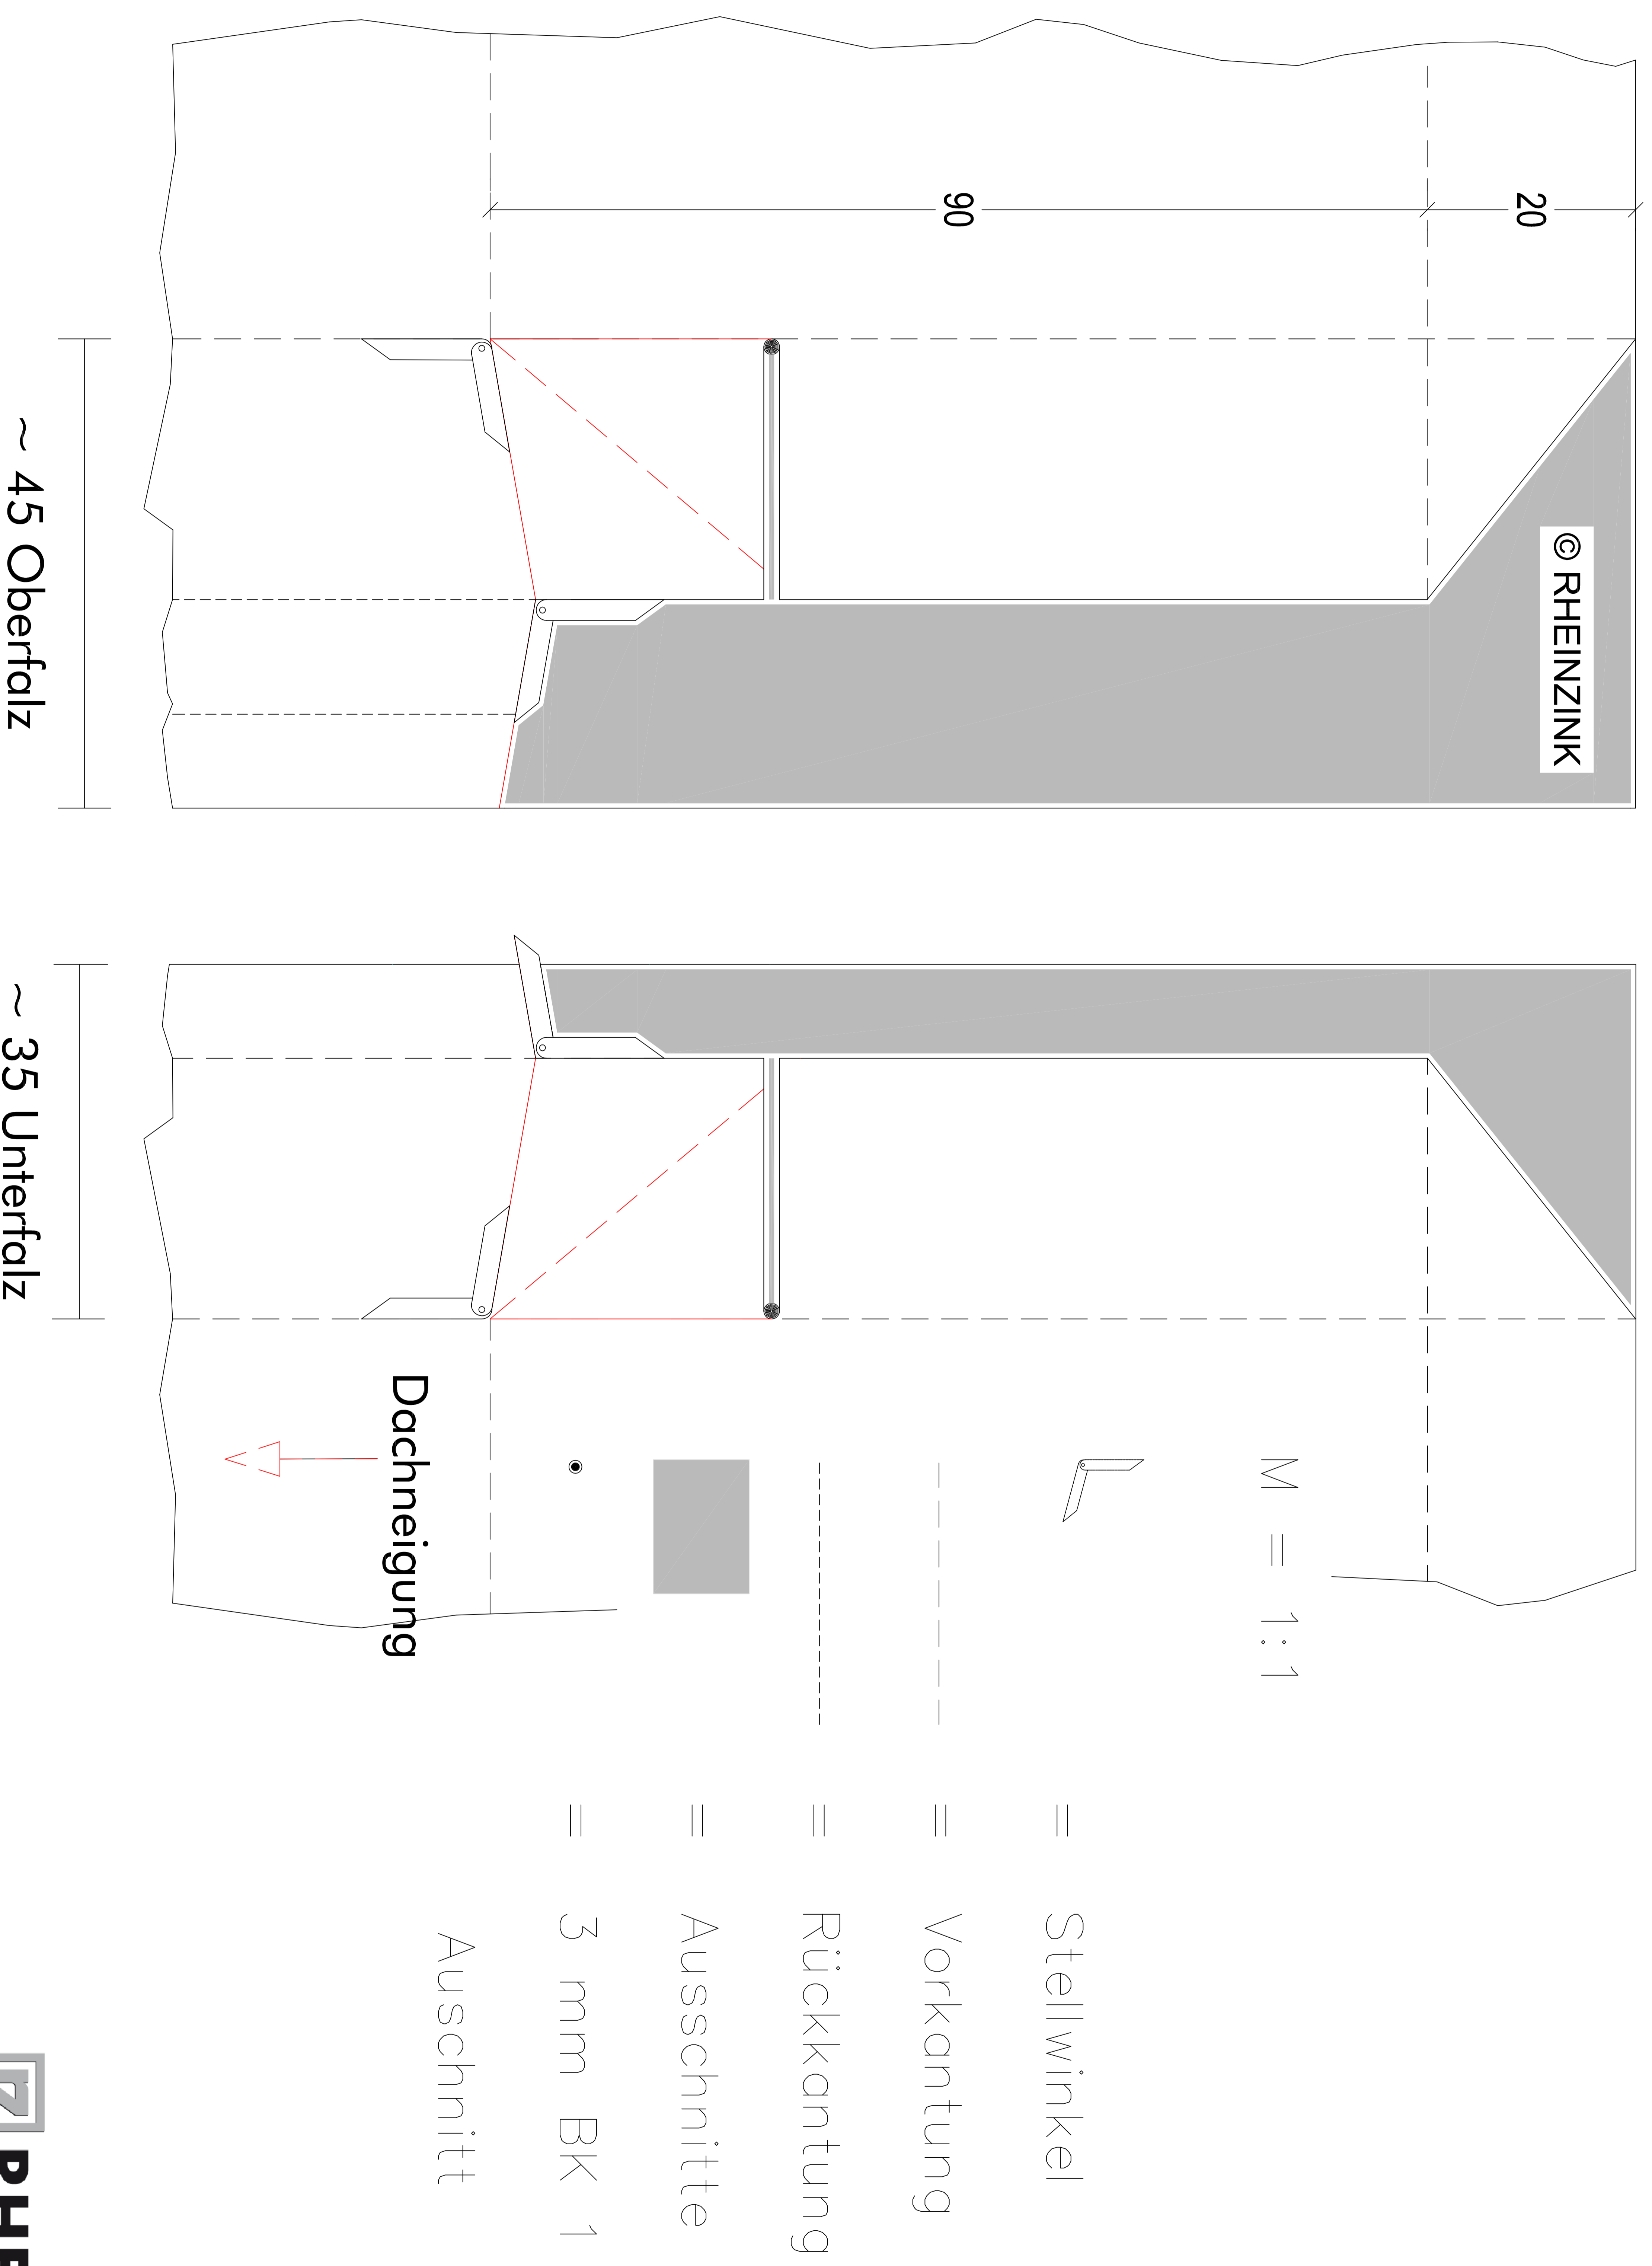 20
90
© RHEINZINK
~ 45 Oberfalz
~ 35 Unterfalz
Dachneigung
M = 1:1
= Stellwinkel
= Vorkantung
= Rückkantung
= Ausschnitte
= 3 mm BK 1
Auschnitt